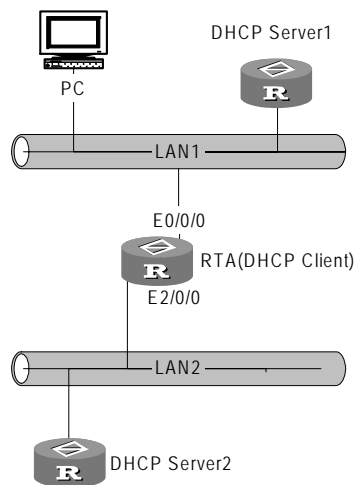 DHCP Server1
R
PC
LAN1
E0/0/0
R
RTA(DHCP Client)
E2/0/0
LAN2
R
DHCP Server2